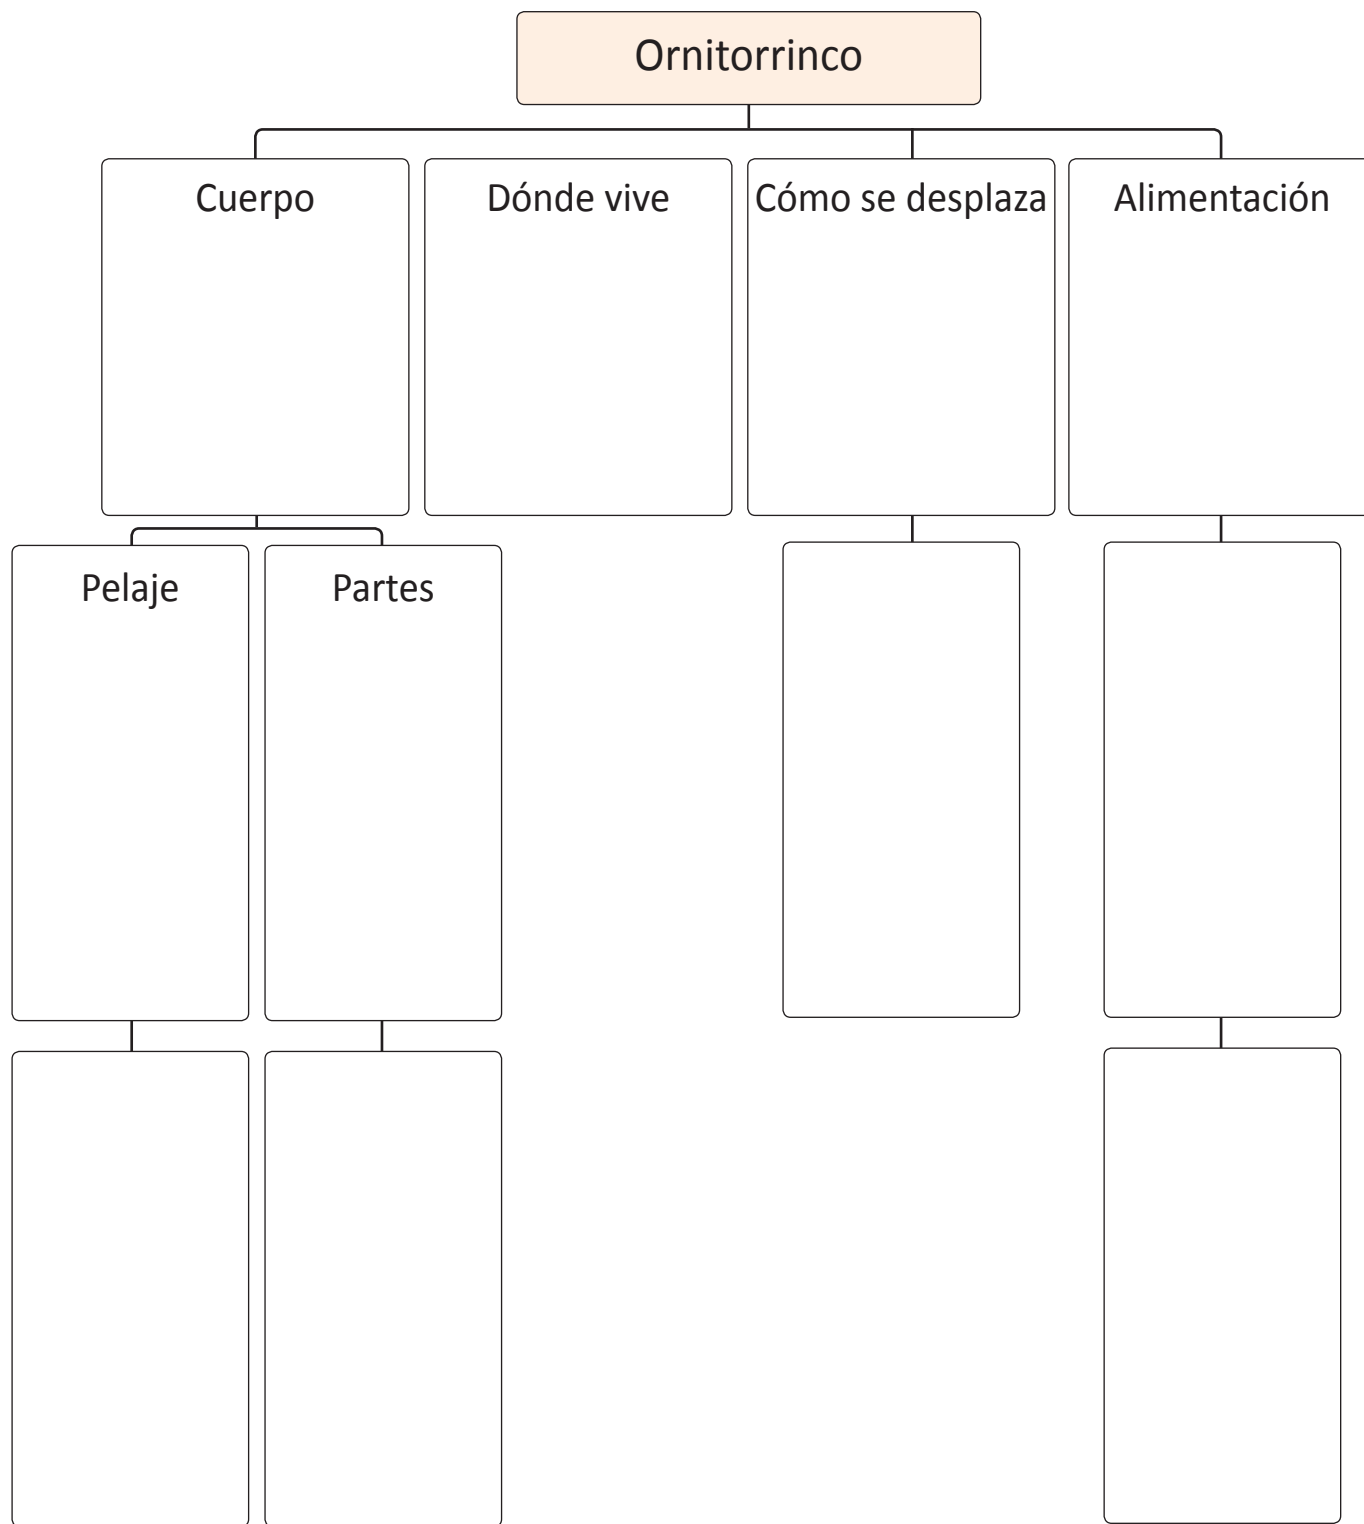 Ornitorrinco
Cuerpo
Dónde vive
Cómo se desplaza
Alimentación
Pelaje
Partes